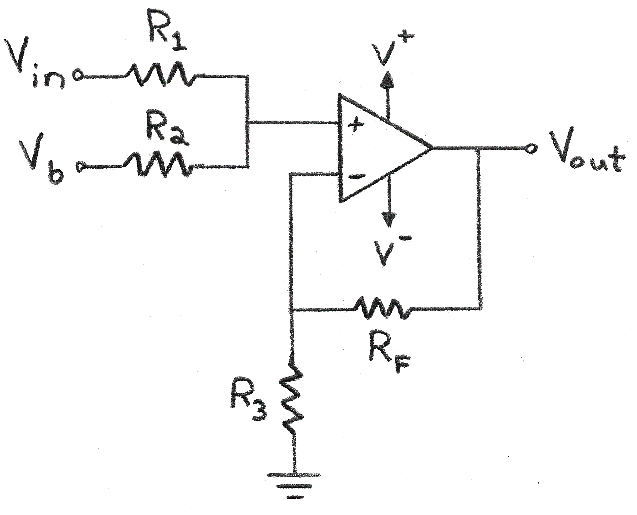 R1
Vin
V+
R2
+
Vb
-
Vout
V-
RF
R3